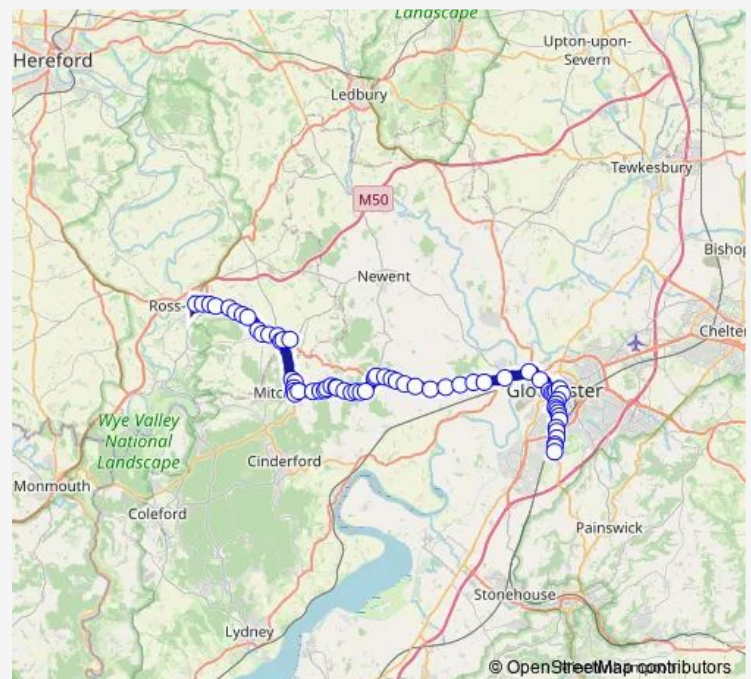 Landscape
Upton-upon-
Severn
Hereford
Ledbury
Tewkesbury
M50
Bishop
Newent
Ross-
Chelten
Mitc
Wye Valley
National
Landscape
Cinderford
Monmouth
Coleford
Painswick
Stonehouse
Lydney
© OpenStreetMap contributors